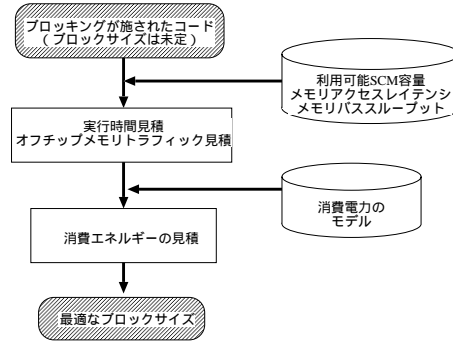 ブロッキングが施されたコード
（ブロックサイズは未定）
利用可能SCM容量
メモリアクセスレイテンシ
メモリバススループット
実行時間見積
オフチップメモリトラフィック見積
消費電力の
モデル
消費エネルギーの見積
最適なブロックサイズ